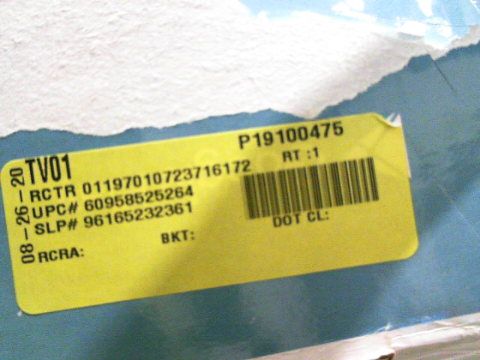 08-26-20
TV01
P19100475
RCTR 01197010723716172
RT :1
UPC# 60958525264
SLP# 96165232361
DOT CL:
BKT:
RCRA: